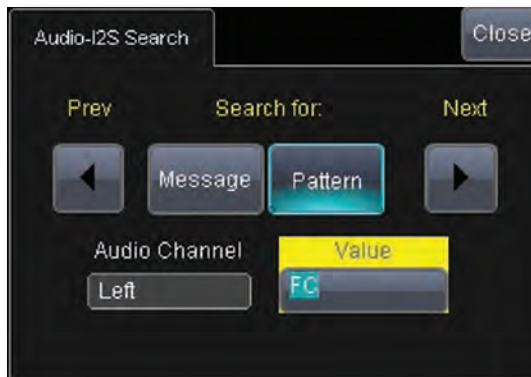 Audio-I2S Search
Close
Prev Search for: Next
Message Pattern
Audio Channel Value
Left FC